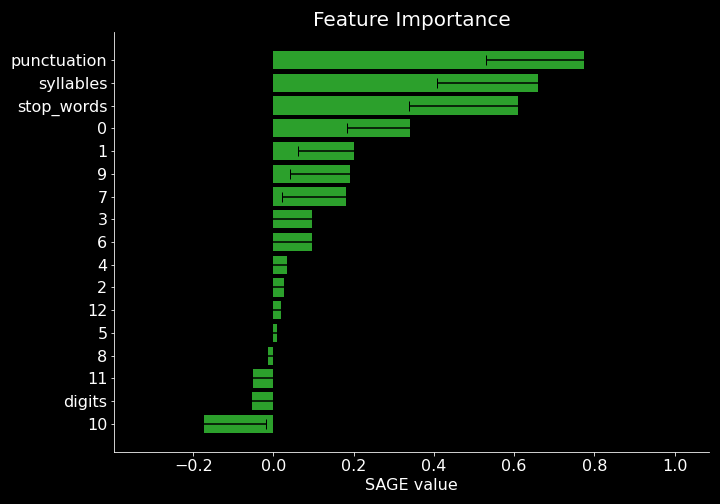 Feature Importance
punctuation
syllables
stop_words
0
1
9
7
3
6
4
2
12
5
8
11
digits
10
−0.2 0.0 0.2 0.4 0.6 0.8 1.0
SAGE value